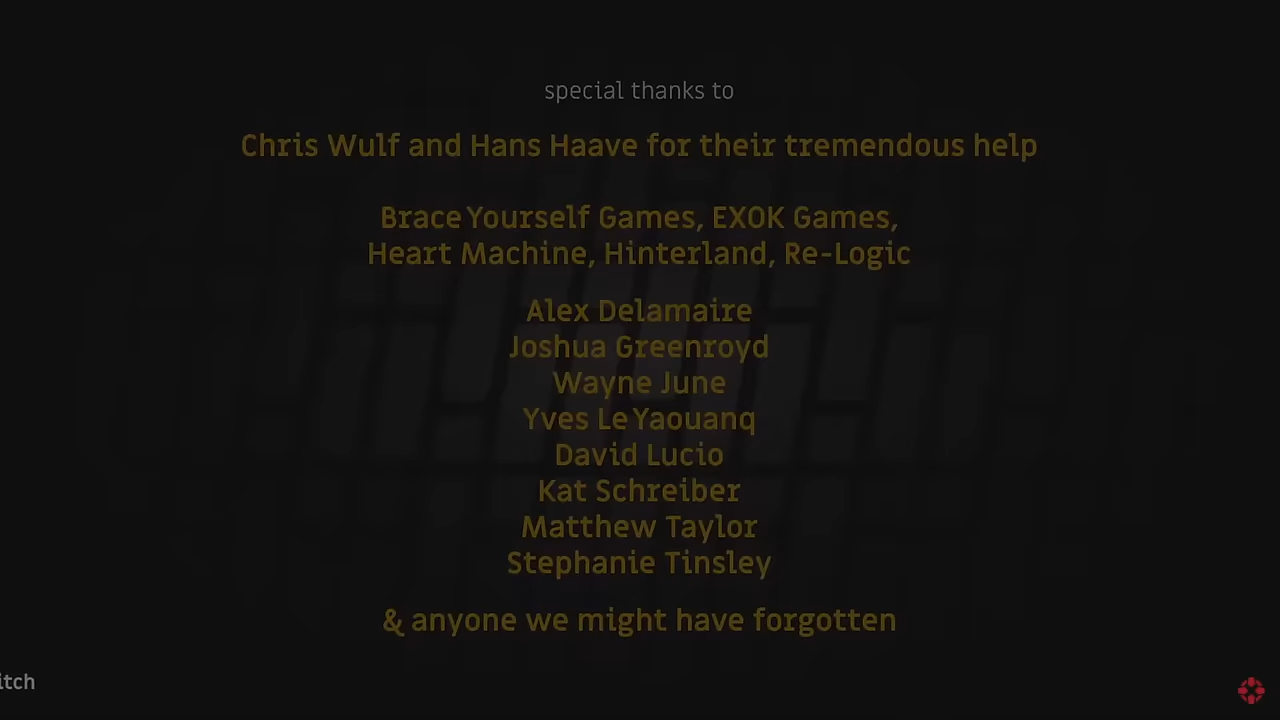 special thanks to
Chris Wulf and Hans Haave for their tremendous help
Brace Yourself Games, EXOK Games,
Heart Machine, Hinterland, Re-Logic
Alex Delamaire
Joshua Greenroyd
Wayne June
Yves Le Yaouanq
David Lucio
Kat Schreiber
Matthew Taylor
Stephanie Tinsley
& anyone we might have forgotten
itch